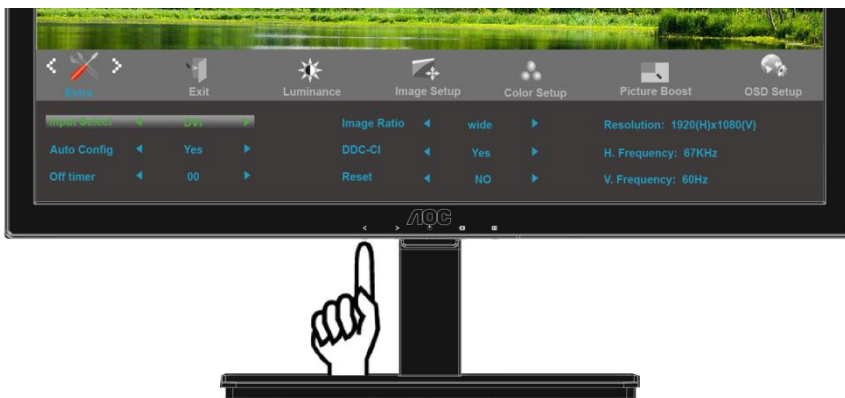 < >
Extra Exit Luminance Image Setup Color Setup Picture Boost OSD Setup
Input Select DVI Image Ratio wide Resolution: 1920(H)x1080(V)
Auto Config Yes DDC-CI Yes H. Frequency: 67KHz
Off timer 00 Reset NO V. Frequency: 60Hz
AOC
< >